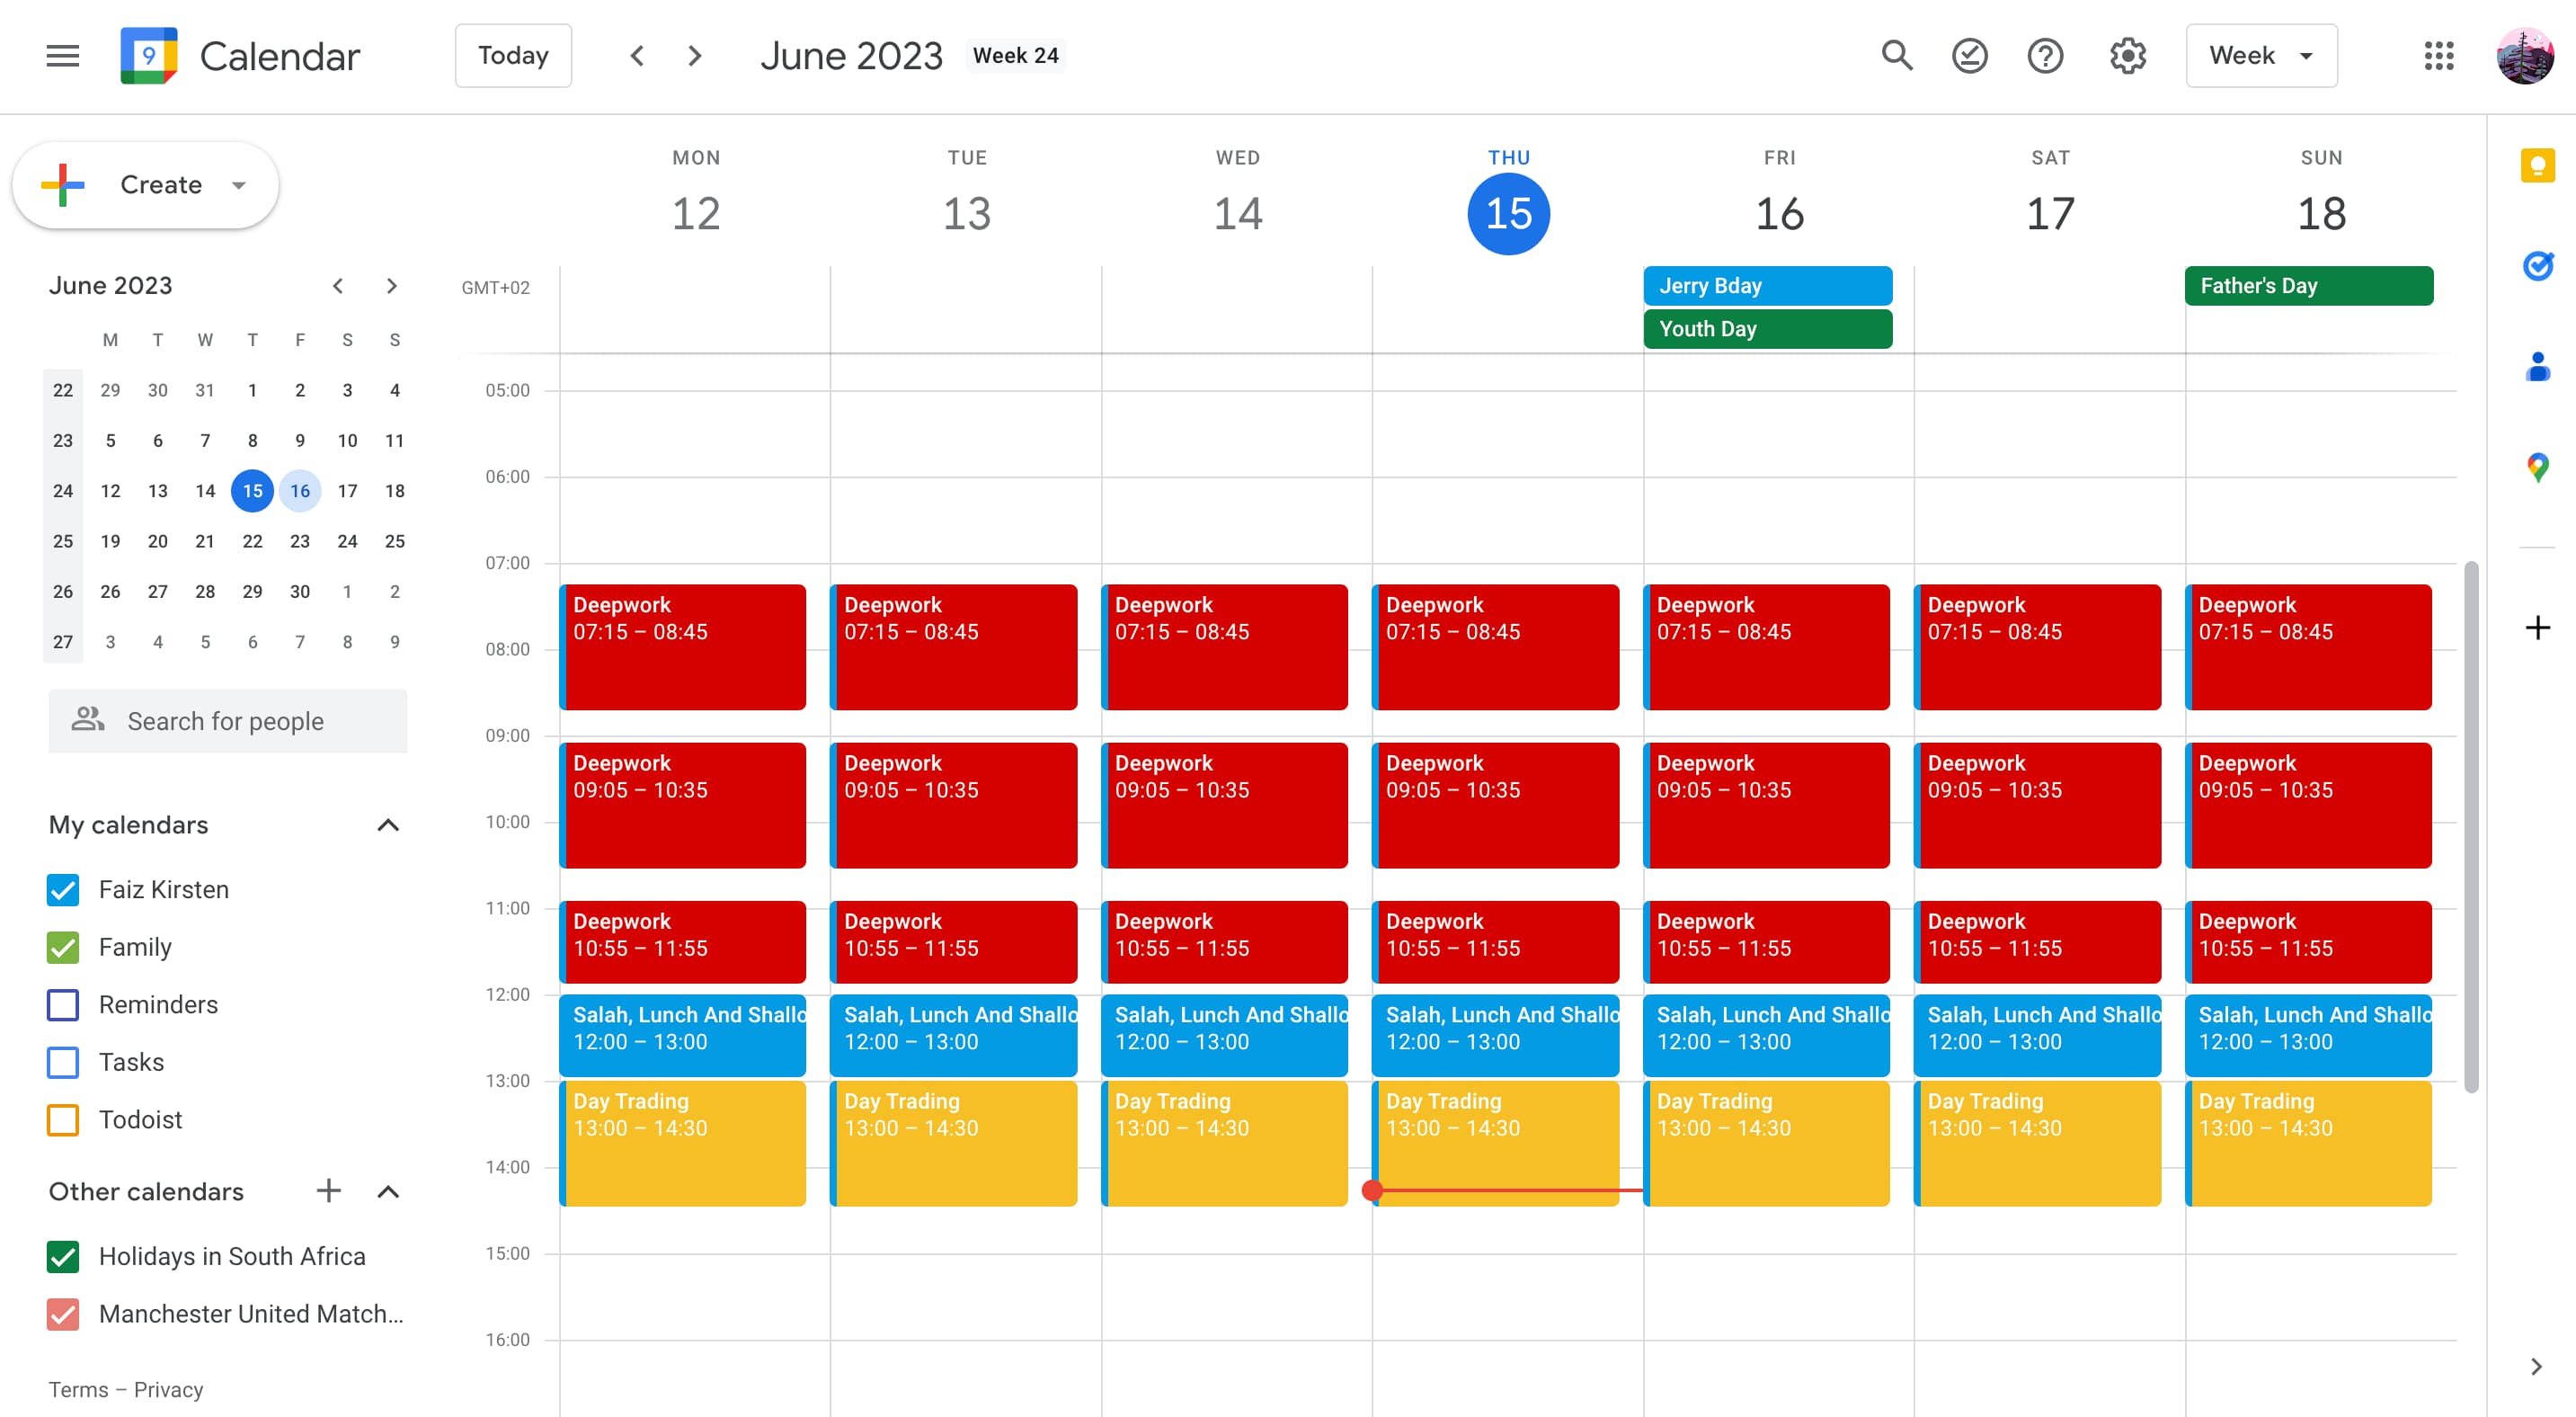 9 Calendar Today June 2023 Week 24 Week
Create
MON TUE WED THU FRI SAT SUN
12 13 14 15 16 17 18
June 2023
M T W T F S S
22 29 30 31 1 2 3 4
23 5 6 7 8 9 10 11
24 12 13 14 15 16 17 18
25 19 20 21 22 23 24 25
26 26 27 28 29 30 1 2
27 3 4 5 6 7 8 9
Search for people
My calendars
Faiz Kirsten
Family
Reminders
Tasks
Todoist
Other calendars
Holidays in South Africa
Manchester United Match...
Terms – Privacy
GMT+02 Jerry Bday Father's Day
Youth Day
05:00
06:00
07:00
Deepwork Deepwork Deepwork Deepwork Deepwork Deepwork Deepwork
07:15 – 08:45 07:15 – 08:45 07:15 – 08:45 07:15 – 08:45 07:15 – 08:45 07:15 – 08:45 07:15 – 08:45
08:00
09:00
Deepwork Deepwork Deepwork Deepwork Deepwork Deepwork Deepwork
09:05 – 10:35 09:05 – 10:35 09:05 – 10:35 09:05 – 10:35 09:05 – 10:35 09:05 – 10:35 09:05 – 10:35
10:00
11:00
Deepwork Deepwork Deepwork Deepwork Deepwork Deepwork Deepwork
10:55 – 11:55 10:55 – 11:55 10:55 – 11:55 10:55 – 11:55 10:55 – 11:55 10:55 – 11:55 10:55 – 11:55
12:00
Salah, Lunch And Shallo Salah, Lunch And Shallo Salah, Lunch And Shallo Salah, Lunch And Shallo Salah, Lunch And Shallo Salah, Lunch And Shallo Salah, Lunch And Shallo
12:00 – 13:00 12:00 – 13:00 12:00 – 13:00 12:00 – 13:00 12:00 – 13:00 12:00 – 13:00 12:00 – 13:00
13:00
Day Trading Day Trading Day Trading Day Trading Day Trading Day Trading Day Trading
13:00 – 14:30 13:00 – 14:30 13:00 – 14:30 13:00 – 14:30 13:00 – 14:30 13:00 – 14:30 13:00 – 14:30
14:00
15:00
16:00